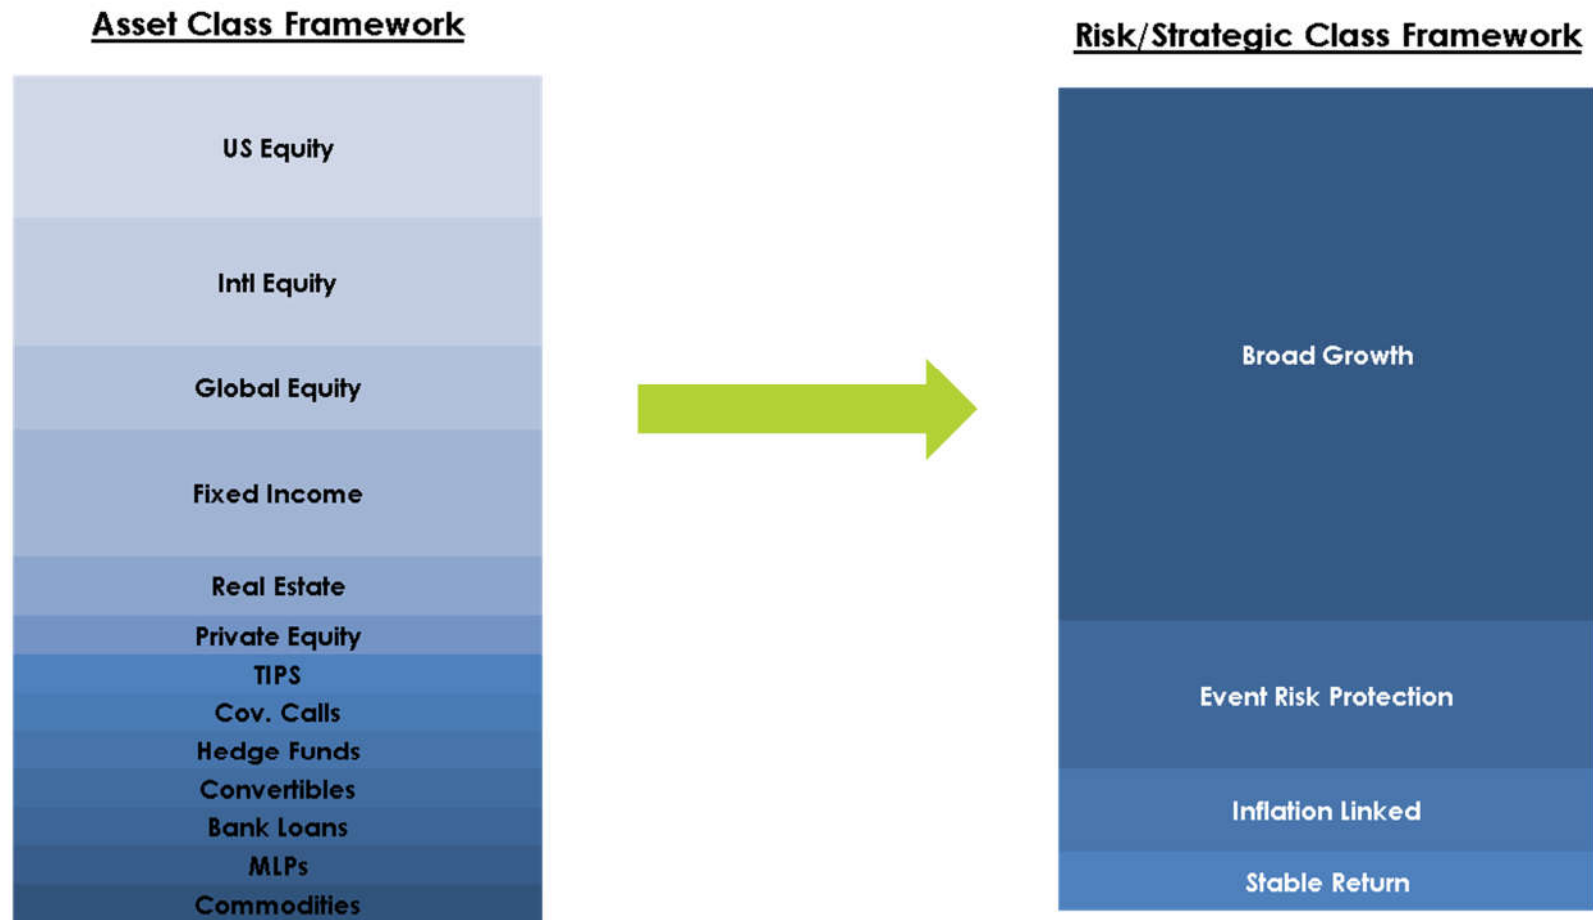 Asset Class Framework
US Equity
Intl Equity
Global Equity
Fixed Income
Real Estate
Private Equity
TIPS
Cov. Calls
Hedge Funds
Convertibles
Bank Loans
MLPs
Commodities
Risk/Strategic Class Framework
Broad Growth
Event Risk Protection
Inflation Linked
Stable Return